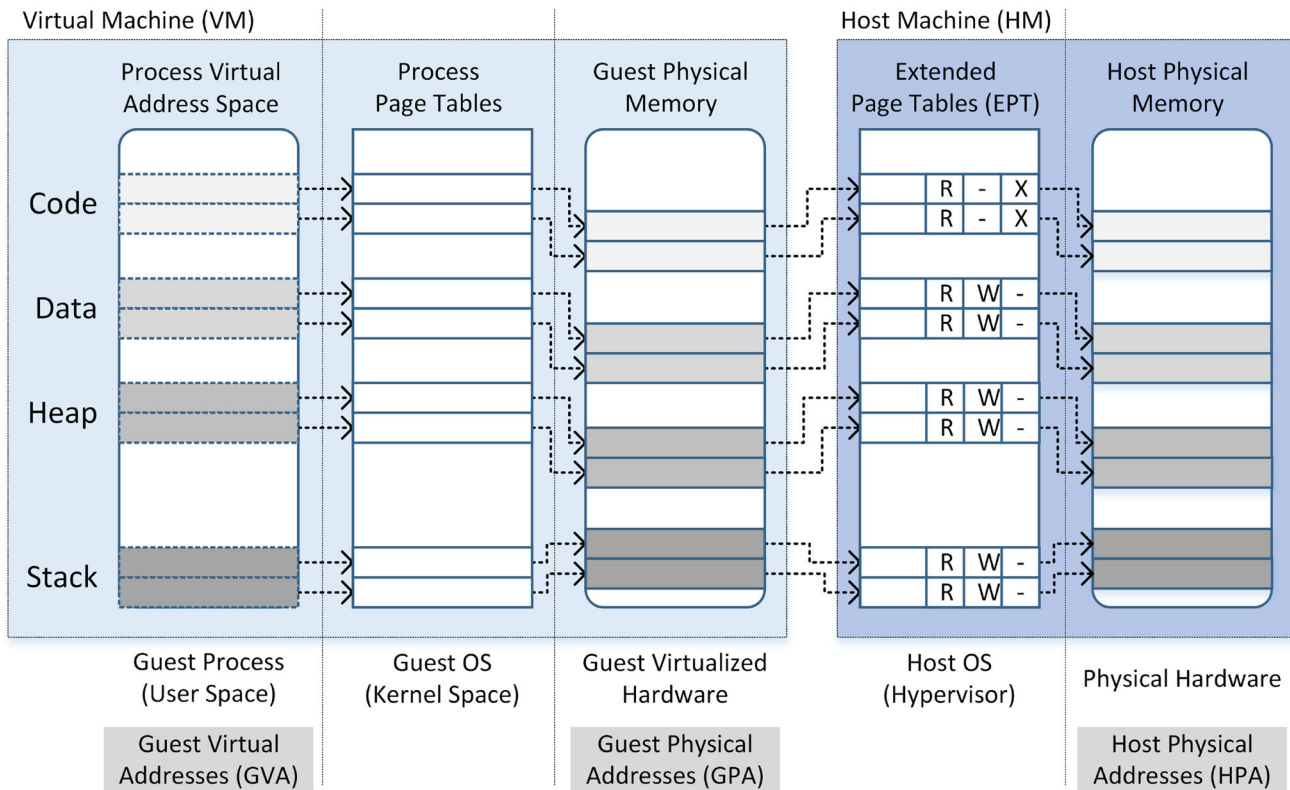 Virtual Machine (VM)
Host Machine (HM)
Process Virtual
Address Space
Process
Page Tables
Guest Physical
Memory
Extended
Page Tables (EPT)
Host Physical
Memory
Code
R - X
R - X
Data
R W -
R W -
Heap
R W -
R W -
Stack
R W -
R W -
Guest Process
(User Space)
Guest OS
(Kernel Space)
Guest Virtualized
Hardware
Host OS
(Hypervisor)
Physical Hardware
Guest Virtual
Addresses (GVA)
Guest Physical
Addresses (GPA)
Host Physical
Addresses (HPA)